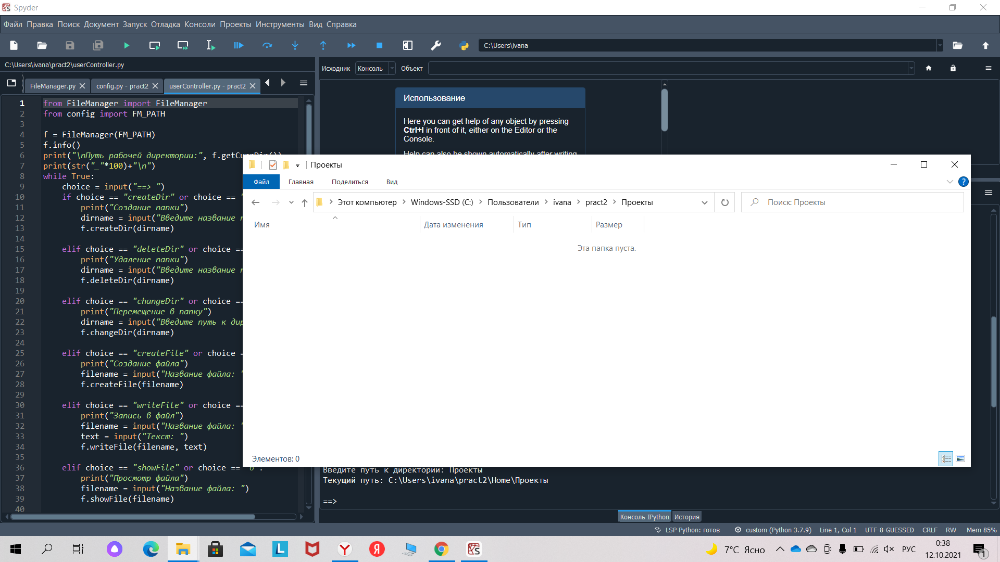 Spyder
Файл Правка Поиск Документ Запуск Отладка Консоли Проекты Инструменты Вид Справка
C:\Users\ivana
C:\Users\ivana\pract2\userController.py
Исходник Консоль Объект
FileManager.py config.py - pract2 userController.py - pract2
1 from FileManager import FileManager
2 from config import FM_PATH
3
4 f = FileManager(FM_PATH)
5 f.info()
6 print("\nПуть рабочей директории:", f.getCurrDir())
7 print(str("_"*100)+"\n")
8 while True:
9 choice = input("==> ")
10 if choice == "createDir" or choice == "
11 print("Создание папки")
12 dirname = input("Введите название
13 f.createDir(dirname)
14
15 elif choice == "deleteDir" or choice ==
16 print("Удаление папки")
17 dirname = input("Введите название
18 f.deleteDir(dirname)
19
20 elif choice == "changeDir" or choice ==
21 print("Перемещение в папку")
22 dirname = input("Введите путь к дир
23 f.changeDir(dirname)
24
25 elif choice == "createFile" or choice =
26 print("Создание файла")
27 filename = input("Название файла: "
28 f.createFile(filename)
29
30 elif choice == "writeFile" or choice ==
31 print("Запись в файл")
32 filename = input("Название файла: "
33 text = input("Текст: ")
34 f.writeFile(filename, text)
35
36 elif choice == "showFile" or choice == "6":
37 print("Просмотр файла")
38 filename = input("Название файла: ")
39 f.showFile(filename)
40
Использование
Here you can get help of any object by pressing
Ctrl+I in front of it, either on the Editor or the
Console.
Help can also be shown automatically after writing
Проекты
Файл Главная Поделиться Вид
Этот компьютер Windows-SSD (C:) Пользователи ivana pract2 Проекты
Поиск: Проекты
Имя Дата изменения Тип Размер
Эта папка пуста.
Элементов: 0
Введите путь к директории: Проекты
Текущий путь: C:\Users\ivana\pract2\Home\Проекты
==>
Консоль IPython История
LSP Python: готов custom (Python 3.7.9) Line 1, Col 1 UTF-8-GUESSED CRLF RW Mem 85%
7°C Ясно РУС 0:38
12.10.2021
1